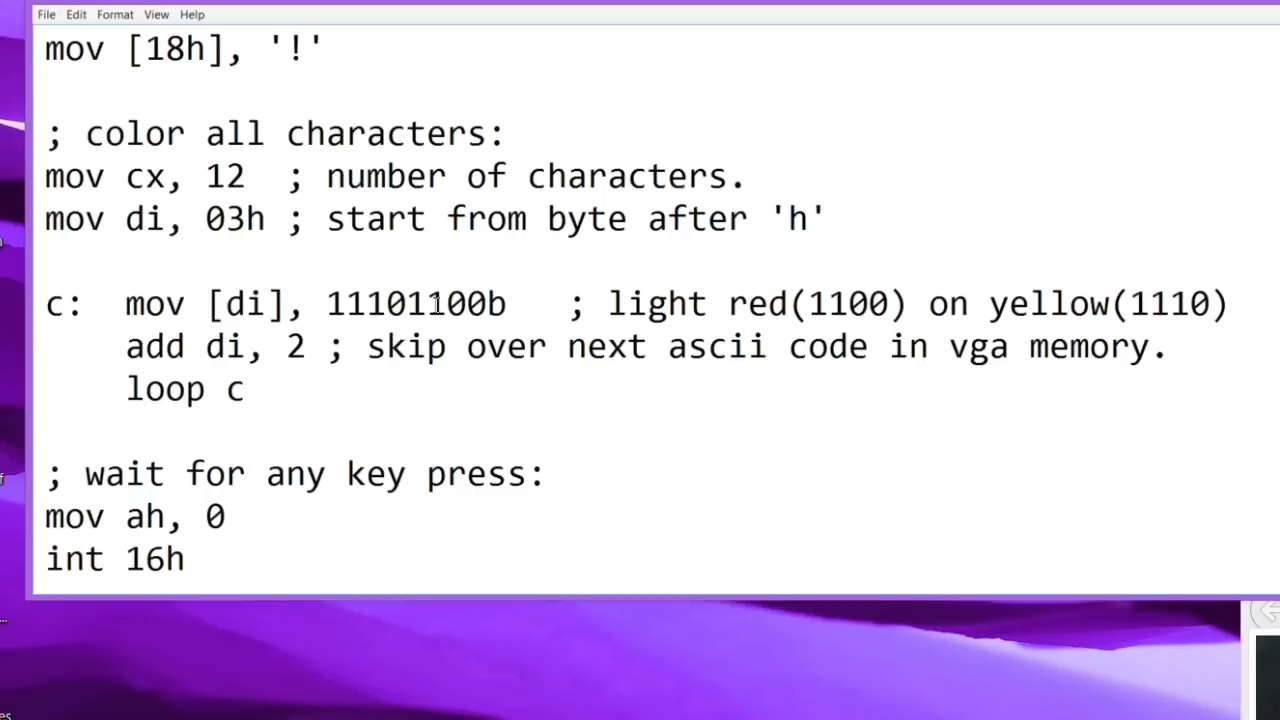 File Edit Format View Help
mov [18h], '!'
; color all characters:
mov cx, 12  ; number of characters.
mov di, 03h ; start from byte after 'h'
c:  mov [di], 11101100b   ; light red(1100) on yellow(1110)
    add di, 2 ; skip over next ascii code in vga memory.
    loop c
; wait for any key press:
mov ah, 0
int 16h